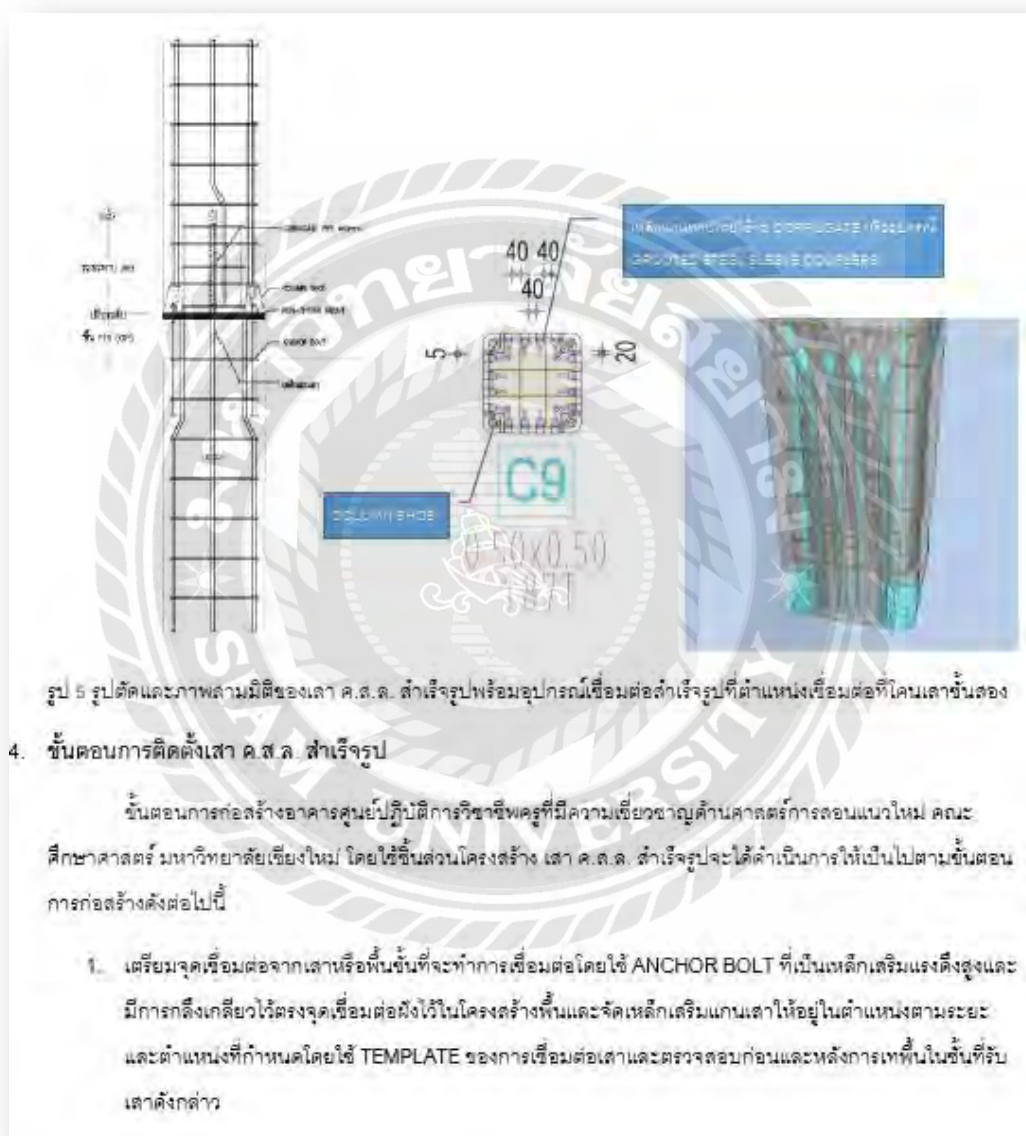 40 40
40
5
20
COLUMN SHOE
C9
0.50x0.50
รูป 5 รูปตัดและภาพสามมิติของเสา ค.ส.ล. สำเร็จรูปพร้อมอุปกรณ์เชื่อมต่อสำเร็จรูปที่ตำแหน่งเชื่อมต่อที่โคนเสาชั้นสอง
4. ขั้นตอนการติดตั้งเสา ค.ส.ล. สำเร็จรูป
ขั้นตอนการก่อสร้างอาคารศูนย์ปฏิบัติการวิชาชีพครูที่มีความเชี่ยวชาญด้านศาสตร์การสอนแนวใหม่ คณะ
ศึกษาศาสตร์ มหาวิทยาลัยเชียงใหม่ โดยใช้ชิ้นส่วนโครงสร้าง เสา ค.ส.ล. สำเร็จรูปจะได้ดำเนินการให้เป็นไปตามขั้นตอน
การก่อสร้างดังต่อไปนี้
1. เตรียมจุดเชื่อมต่อจากเสาหรือพื้นชั้นที่จะทำการเชื่อมต่อโดยใช้ ANCHOR BOLT ที่เป็นเหล็กเสริมแรงดึงสูงและ
มีการกลึงเกลียวไว้ตรงจุดเชื่อมต่อฝังไว้ในโครงสร้างพื้นและจัดเหล็กเสริมแกนเสาให้อยู่ในตำแหน่งตามระยะ
และตำแหน่งที่กำหนดโดยใช้ TEMPLATE ของการเชื่อมต่อเสาและตรวจสอบก่อนและหลังการเทพื้นในชั้นที่รับ
เสาดังกล่าว
มหาวิทยาลัยสยาม
SIAM UNIVERSITY